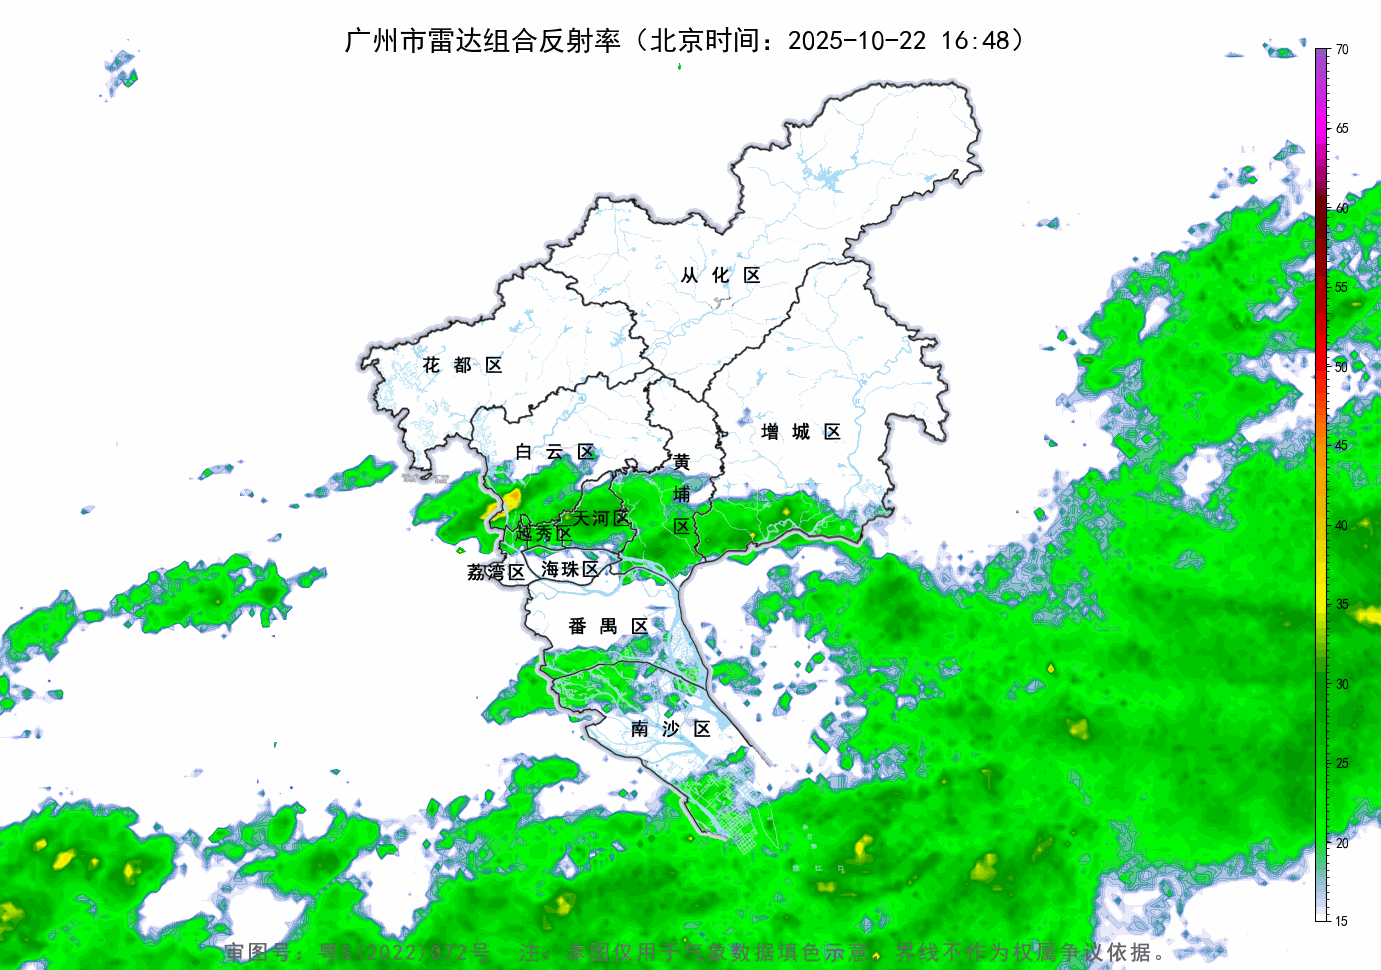 广州市雷达组合反射率（北京时间：2025-10-22 16:48）
70
65
60
55
50
45
40
35
30
25
20
15
从化区
花都区
增城区
白云区
黄埔区
天河区
越秀区
荔湾区
海珠区
番禺区
南沙区
审图号：粤S(2022)072号 注：本图仅用于气象数据填色示意，界线不作为权属争议依据。